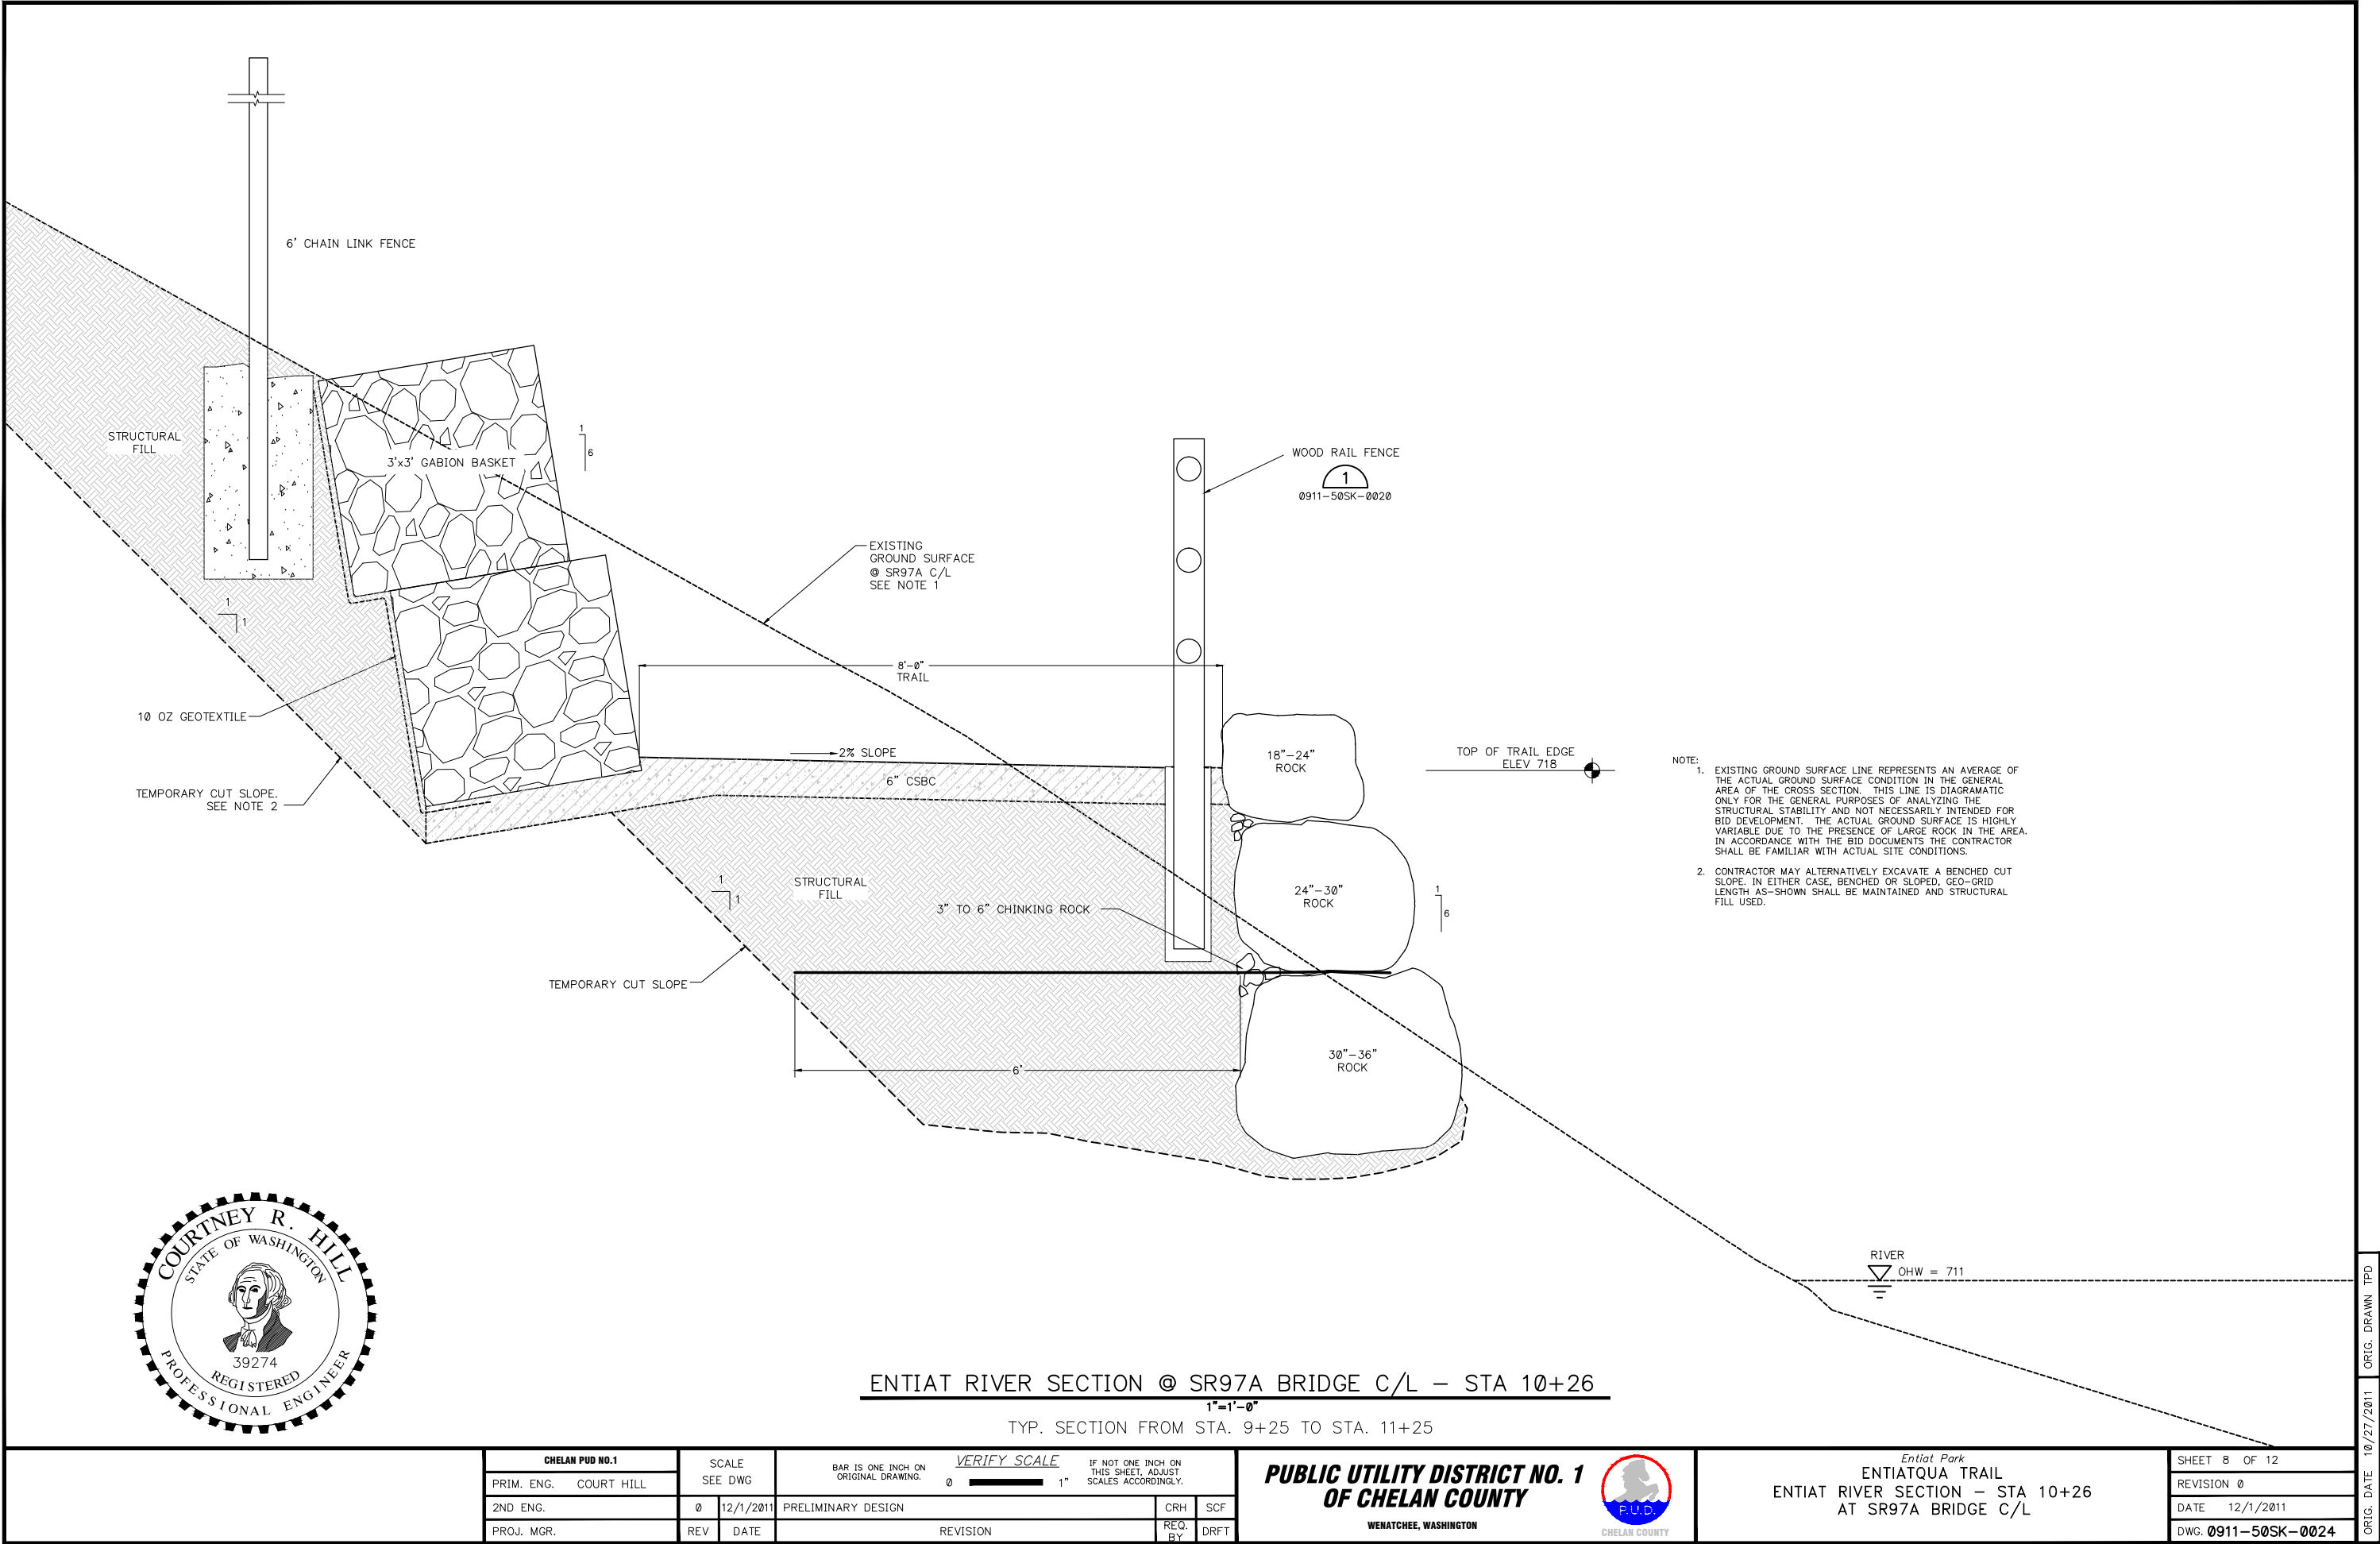 6' CHAIN LINK FENCE
STRUCTURAL
FILL
3'x3' GABION BASKET
1
6
WOOD RAIL FENCE
1
0911-50SK-0020
EXISTING
GROUND SURFACE
@ SR97A C/L
SEE NOTE 1
1
1
8'-0"
TRAIL
10 OZ GEOTEXTILE
2% SLOPE
6" CSBC
18"-24"
ROCK
TOP OF TRAIL EDGE
ELEV 718
TEMPORARY CUT SLOPE.
SEE NOTE 2
NOTE:
1. EXISTING GROUND SURFACE LINE REPRESENTS AN AVERAGE OF
THE ACTUAL GROUND SURFACE CONDITION IN THE GENERAL
AREA OF THE CROSS SECTION. THIS LINE IS DIAGRAMATIC
ONLY FOR THE GENERAL PURPOSES OF ANALYZING THE
STRUCTURAL STABILITY AND NOT NECESSARILY INTENDED FOR
BID DEVELOPMENT. THE ACTUAL GROUND SURFACE IS HIGHLY
VARIABLE DUE TO THE PRESENCE OF LARGE ROCK IN THE AREA.
IN ACCORDANCE WITH THE BID DOCUMENTS THE CONTRACTOR
SHALL BE FAMILIAR WITH ACTUAL SITE CONDITIONS.
2. CONTRACTOR MAY ALTERNATIVELY EXCAVATE A BENCHED CUT
SLOPE. IN EITHER CASE, BENCHED OR SLOPED, GEO-GRID
LENGTH AS-SHOWN SHALL BE MAINTAINED AND STRUCTURAL
FILL USED.
1
1
STRUCTURAL
FILL
24"-30"
ROCK
1
6
3" TO 6" CHINKING ROCK
TEMPORARY CUT SLOPE
6'
30"-36"
ROCK
RIVER
OHW = 711
COURTNEY R. HILL
STATE OF WASHINGTON
39274
REGISTERED
PROFESSIONAL ENGINEER
ENTIAT RIVER SECTION @ SR97A BRIDGE C/L - STA 10+26
1"=1'-0"
TYP. SECTION FROM STA. 9+25 TO STA. 11+25
CHELAN PUD NO.1
PRIM. ENG. COURT HILL
2ND ENG.
PROJ. MGR.
SCALE
SEE DWG
BAR IS ONE INCH ON
ORIGINAL DRAWING.
VERIFY SCALE
0 1"
IF NOT ONE INCH ON
THIS SHEET, ADJUST
SCALES ACCORDINGLY.
0 12/1/2011 PRELIMINARY DESIGN CRH SCF
REV DATE REVISION REQ. BY DRFT
PUBLIC UTILITY DISTRICT NO. 1
OF CHELAN COUNTY
WENATCHEE, WASHINGTON
P.U.D.
CHELAN COUNTY
Entiat Park
ENTIATQUA TRAIL
ENTIAT RIVER SECTION - STA 10+26
AT SR97A BRIDGE C/L
SHEET 8 OF 12
REVISION 0
DATE 12/1/2011
DWG. 0911-50SK-0024
ORIG. DATE 10/27/2011 ORIG. DRAWN TPD